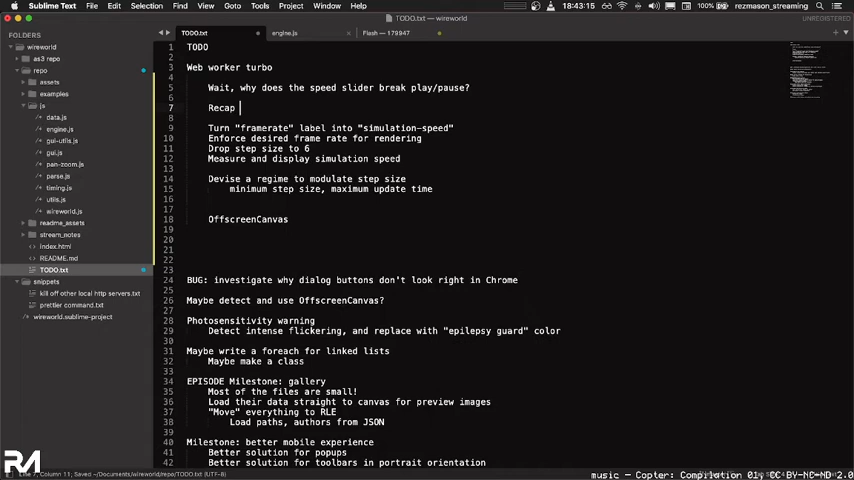 Sublime Text File Edit Selection Find View Goto Tools Project Window Help 100% 18:43:15 rezmason_streaming
TODO.txt — wireworld
UNREGISTERED
FOLDERS
wireworld
as3 repo
repo
assets
examples
js
data.js
engine.js
gui-utils.js
gui.js
pan-zoom.js
parse.js
timing.js
utils.js
wireworld.js
readme_assets
stream_notes
index.html
README.md
TODO.txt
snippets
kill off other local http servers.txt
prettier command.txt
wireworld.sublime-project
TODO.txt engine.js Flash — 179947
1 TODO
2
3 Web worker turbo
4
5 Wait, why does the speed slider break play/pause?
6
7 Recap
8
9 Turn "framerate" label into "simulation-speed"
10 Enforce desired frame rate for rendering
11 Drop step size to 6
12 Measure and display simulation speed
13
14 Devise a regime to modulate step size
15 minimum step size, maximum update time
16
17
18 OffscreenCanvas
19
20
21
22
23
24 BUG: investigate why dialog buttons don't look right in Chrome
25
26 Maybe detect and use OffscreenCanvas?
27
28 Photosensitivity warning
29 Detect intense flickering, and replace with "epilepsy guard" color
30
31 Maybe write a foreach for linked lists
32 Maybe make a class
33
34 EPISODE Milestone: gallery
35 Most of the files are small!
36 Load their data straight to canvas for preview images
37 "Move" everything to RLE
38 Load paths, authors from JSON
39
40 Milestone: better mobile experience
41 Better solution for popups
42 Better solution for toolbars in portrait orientation
RM
Line 7, Column 11; Saved ~/Documents/wireworld/repo/TODO.txt (UTF-8)
music — Copter: Compilation 01, CC BY-NC-ND 2.0